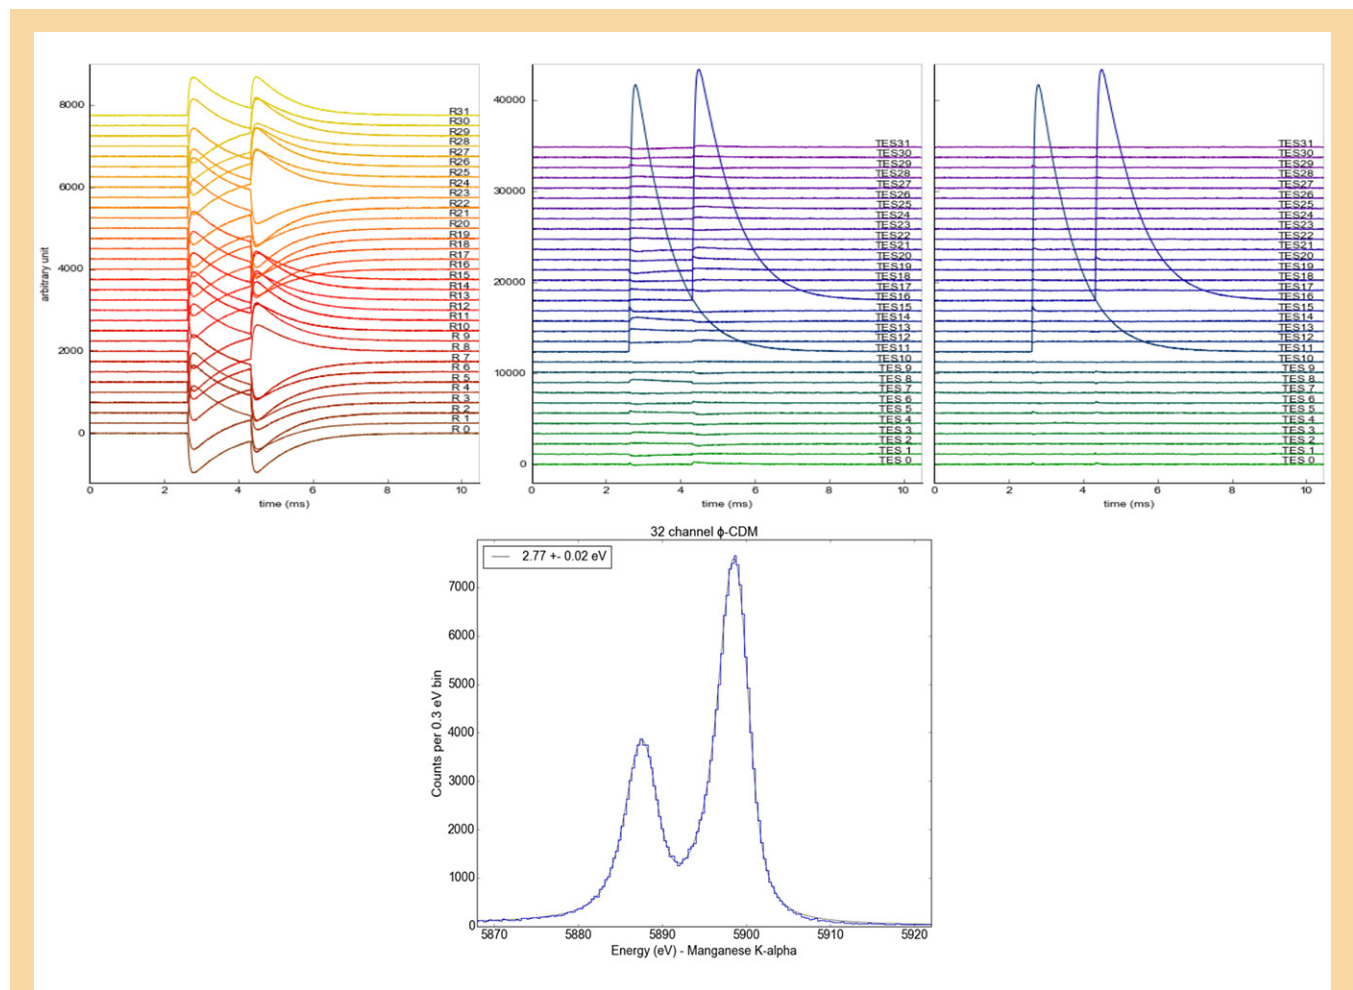 8000
6000
4000
2000
0
arbitrary unit
R31
R30
R29
R28
R27
R26
R25
R24
R23
R22
R21
R20
R19
R18
R17
R16
R15
R14
R13
R12
R11
R10
R 9
R 8
R 7
R 6
R 5
R 4
R 3
R 2
R 1
R 0
0 2 4 6 8 10
time (ms)
40000
30000
20000
10000
0
TES31
TES30
TES29
TES28
TES27
TES26
TES25
TES24
TES23
TES22
TES21
TES20
TES19
TES18
TES17
TES16
TES15
TES14
TES13
TES12
TES11
TES10
TES 9
TES 8
TES 7
TES 6
TES 5
TES 4
TES 3
TES 2
TES 1
TES 0
0 2 4 6 8 10
time (ms)
TES31
TES30
TES29
TES28
TES27
TES26
TES25
TES24
TES23
TES22
TES21
TES20
TES19
TES18
TES17
TES16
TES15
TES14
TES13
TES12
TES11
TES10
TES 9
TES 8
TES 7
TES 6
TES 5
TES 4
TES 3
TES 2
TES 1
TES 0
0 2 4 6 8 10
time (ms)
32 channel ϕ-CDM
2.77 +- 0.02 eV
7000
6000
5000
4000
3000
2000
1000
0
Counts per 0.3 eV bin
5870 5880 5890 5900 5910 5920
Energy (eV) - Manganese K-alpha